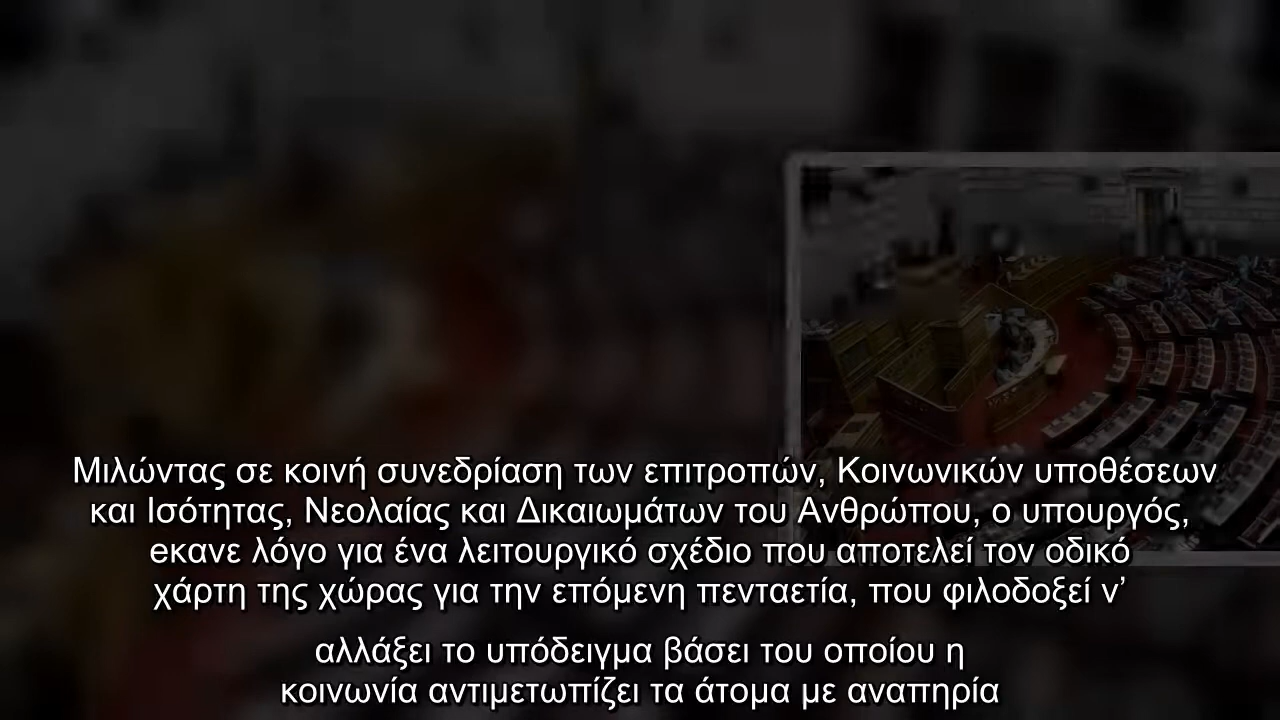 Μιλώντας σε κοινή συνεδρίαση των επιτροπών, Κοινωνικών υποθέσεων
και Ισότητας, Νεολαίας και Δικαιωμάτων του Ανθρώπου, ο υπουργός,
eκανε λόγο για ένα λειτουργικό σχέδιο που αποτελεί τον οδικό
χάρτη της χώρας για την επόμενη πενταετία, που φιλοδοξεί ν’
αλλάξει το υπόδειγμα βάσει του οποίου η
κοινωνία αντιμετωπίζει τα άτομα με αναπηρία